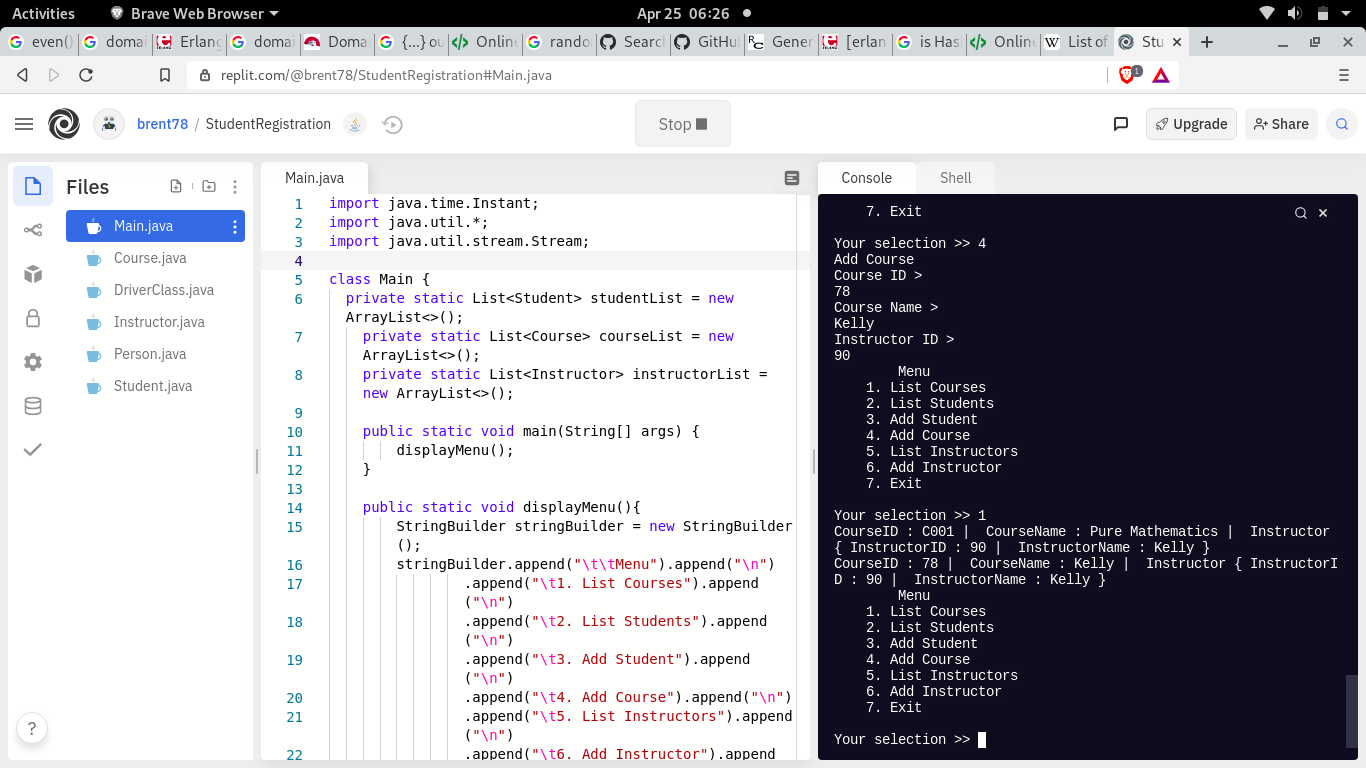 Activities Brave Web Browser Apr 25 06:26
even() domai Erlang domai Doma {...} ou Online rando Searc GitHu Gener [erlan is Has Onlin List of Stu
replit.com/@brent78/StudentRegistration#Main.java 1
brent78 / StudentRegistration Stop Upgrade Share
Files
Main.java
Course.java
DriverClass.java
Instructor.java
Person.java
Student.java
?
Main.java
1 import java.time.Instant;
2 import java.util.*;
3 import java.util.stream.Stream;
4
5 class Main {
6 private static List<Student> studentList = new
ArrayList<>();
7 private static List<Course> courseList = new
ArrayList<>();
8 private static List<Instructor> instructorList =
new ArrayList<>();
9
10 public static void main(String[] args) {
11 displayMenu();
12 }
13
14 public static void displayMenu(){
15 StringBuilder stringBuilder = new StringBuilder
();
16 stringBuilder.append("\t\tMenu").append("\n")
17 .append("\t1. List Courses").append
("\n")
18 .append("\t2. List Students").append
("\n")
19 .append("\t3. Add Student").append
("\n")
20 .append("\t4. Add Course").append("\n")
21 .append("\t5. List Instructors").append
("\n")
22 .append("\t6. Add Instructor").append
Console Shell
7. Exit
Your selection >> 4
Add Course
Course ID >
78
Course Name >
Kelly
Instructor ID >
90
Menu
1. List Courses
2. List Students
3. Add Student
4. Add Course
5. List Instructors
6. Add Instructor
7. Exit
Your selection >> 1
CourseID : C001 | CourseName : Pure Mathematics | Instructor
{ InstructorID : 90 | InstructorName : Kelly }
CourseID : 78 | CourseName : Kelly | Instructor { InstructorI
D : 90 | InstructorName : Kelly }
Menu
1. List Courses
2. List Students
3. Add Student
4. Add Course
5. List Instructors
6. Add Instructor
7. Exit
Your selection >>